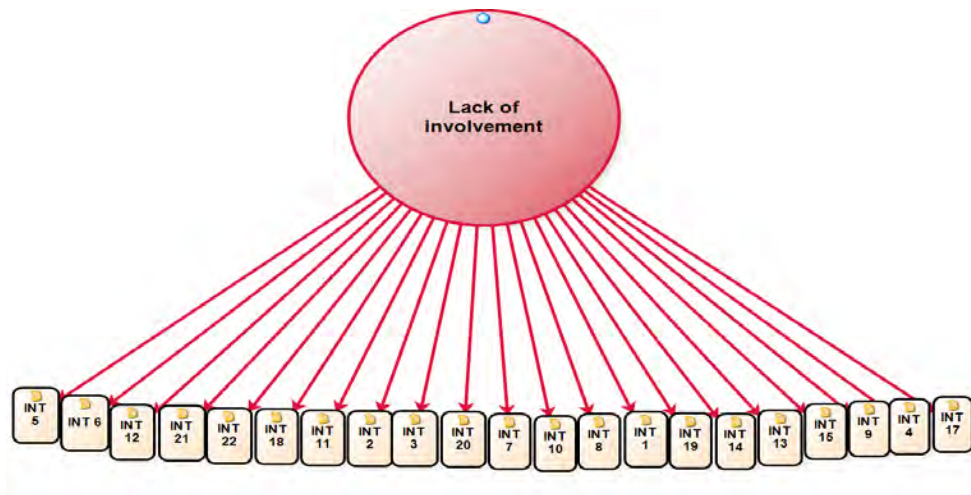 Lack of
involvement
INT
5
INT 6
INT
12
INT
21
INT
22
INT
18
INT
11
INT
2
INT
3
INT
20
INT
7
INT
10
INT
8
INT
1
INT
19
INT
14
INT
13
INT
15
INT
9
INT
4
INT
17